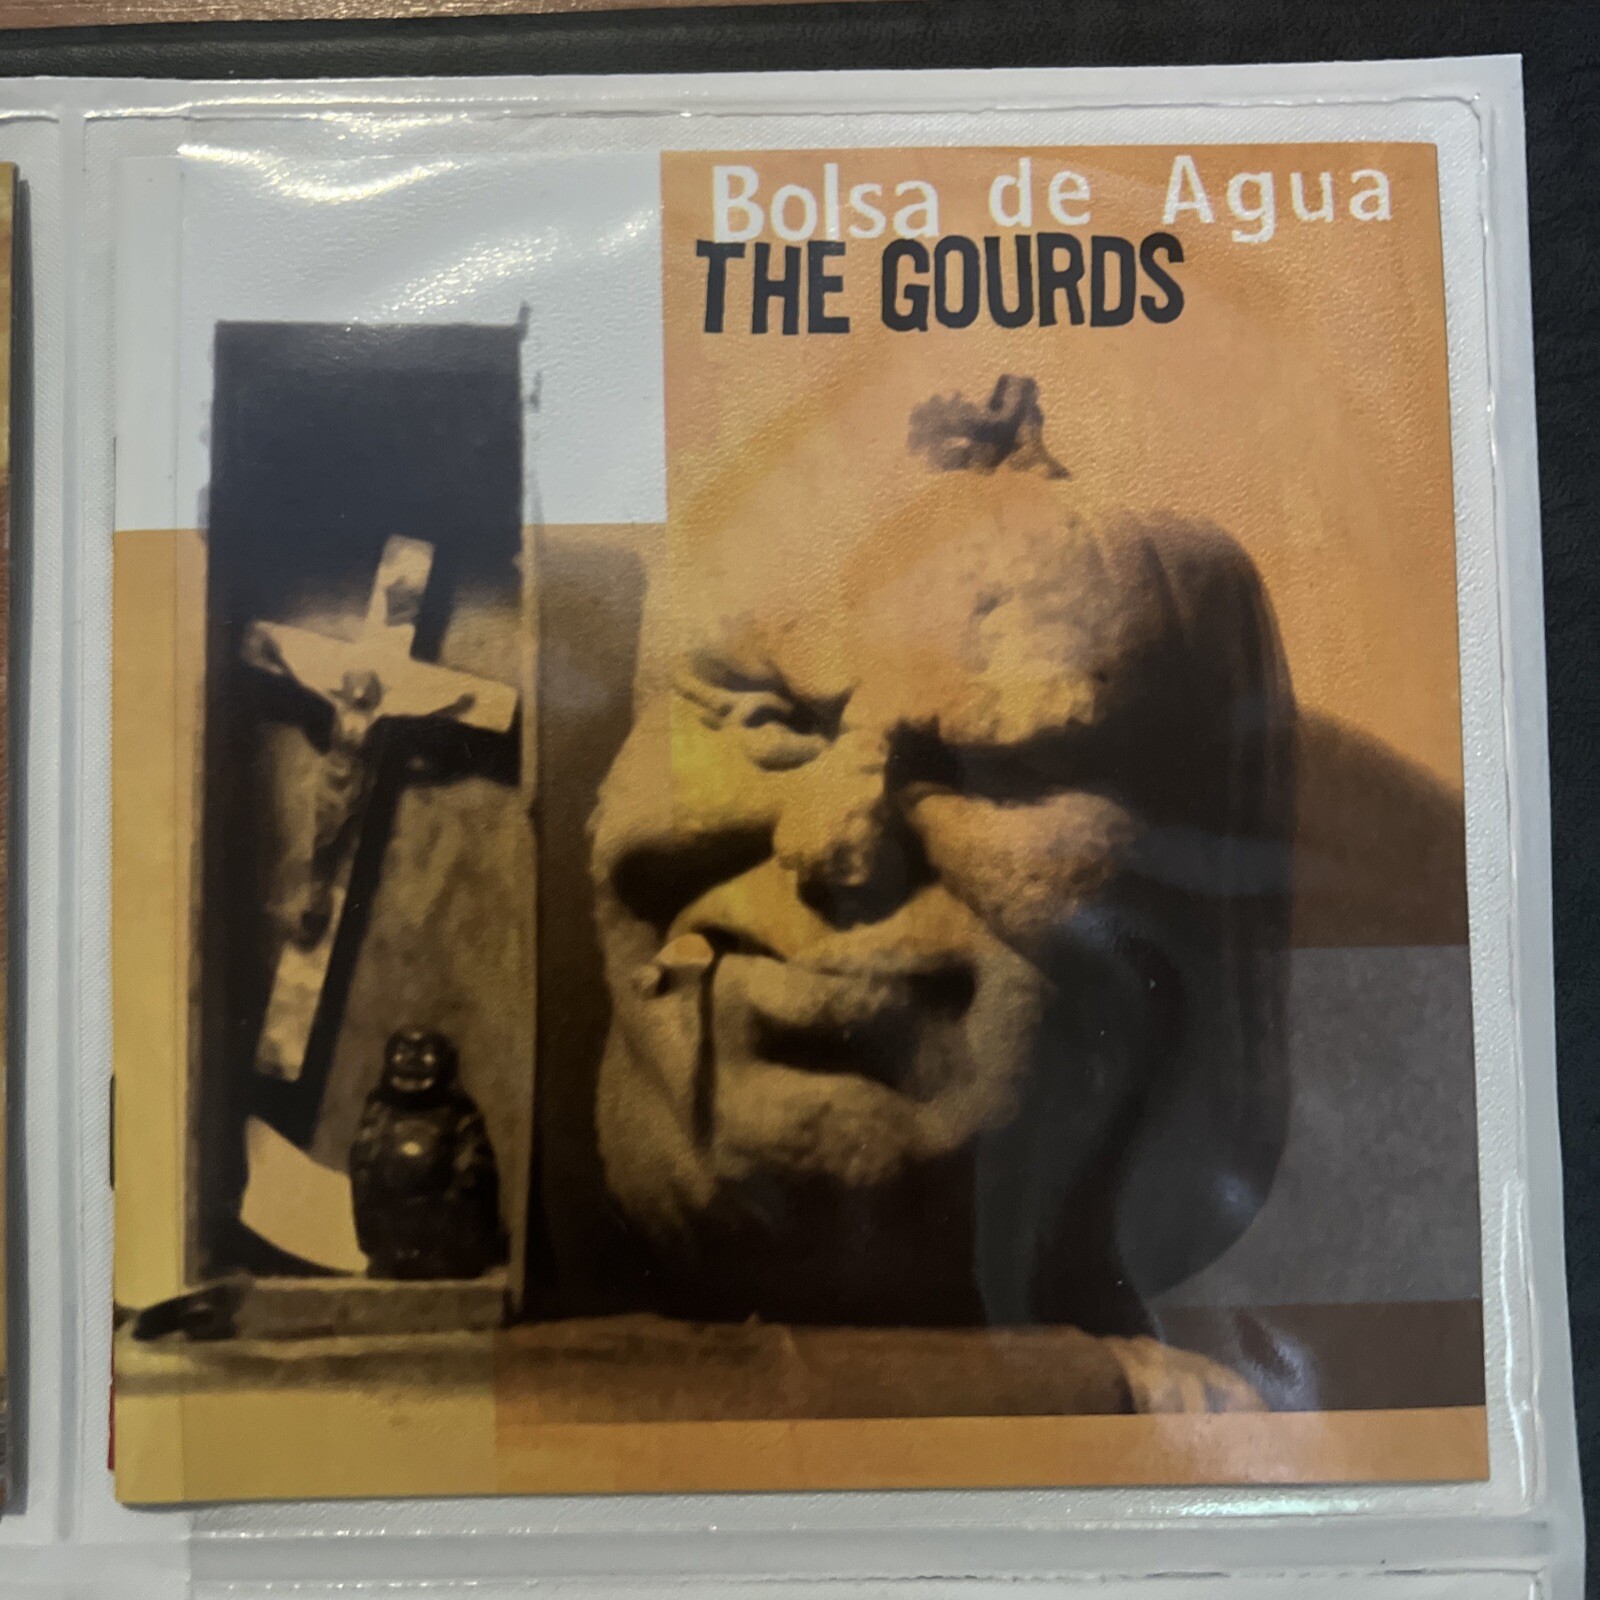 Bolsa de Agua
THE GOURDS